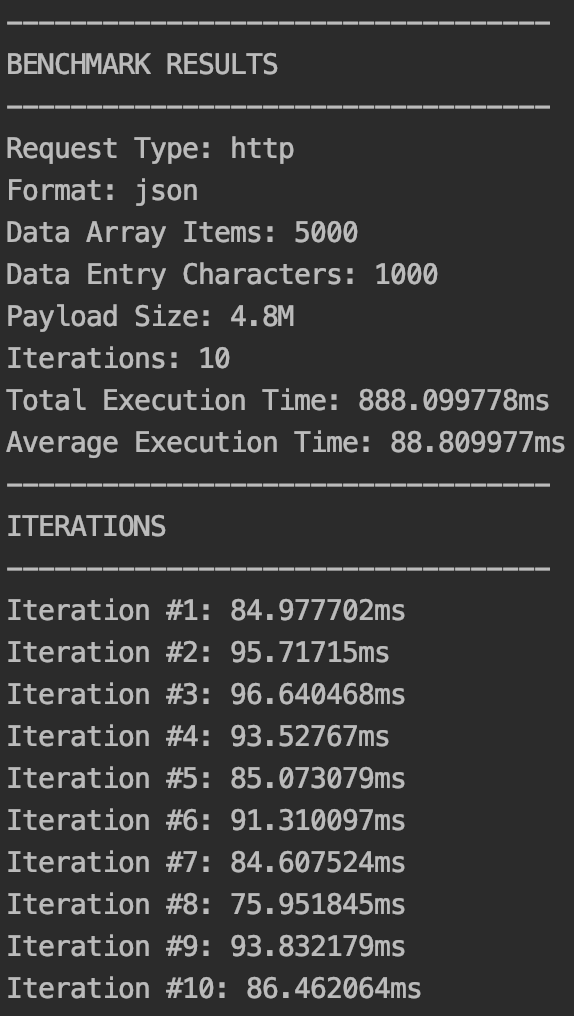 ----------------------------------
BENCHMARK RESULTS
----------------------------------
Request Type: http
Format: json
Data Array Items: 5000
Data Entry Characters: 1000
Payload Size: 4.8M
Iterations: 10
Total Execution Time: 888.099778ms
Average Execution Time: 88.809977ms
----------------------------------
ITERATIONS
----------------------------------
Iteration #1: 84.977702ms
Iteration #2: 95.71715ms
Iteration #3: 96.640468ms
Iteration #4: 93.52767ms
Iteration #5: 85.073079ms
Iteration #6: 91.310097ms
Iteration #7: 84.607524ms
Iteration #8: 75.951845ms
Iteration #9: 93.832179ms
Iteration #10: 86.462064ms